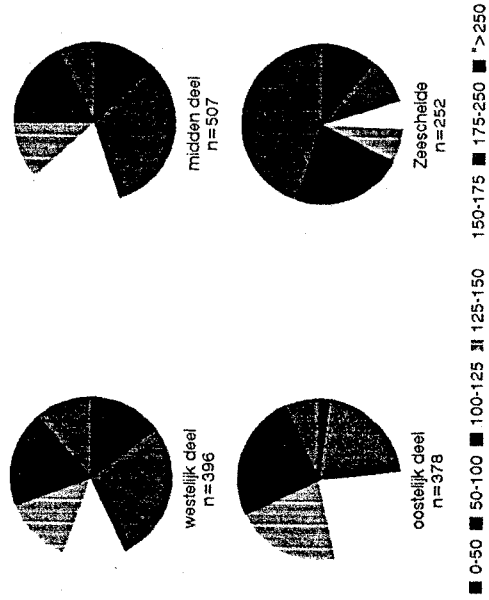 midden deel
n=507
Zeeschelde
n=252
westelijk deel
n=396
oostelijk deel
n=378
0-50 50-100 100-125 125-150 150-175 175-250 ">250